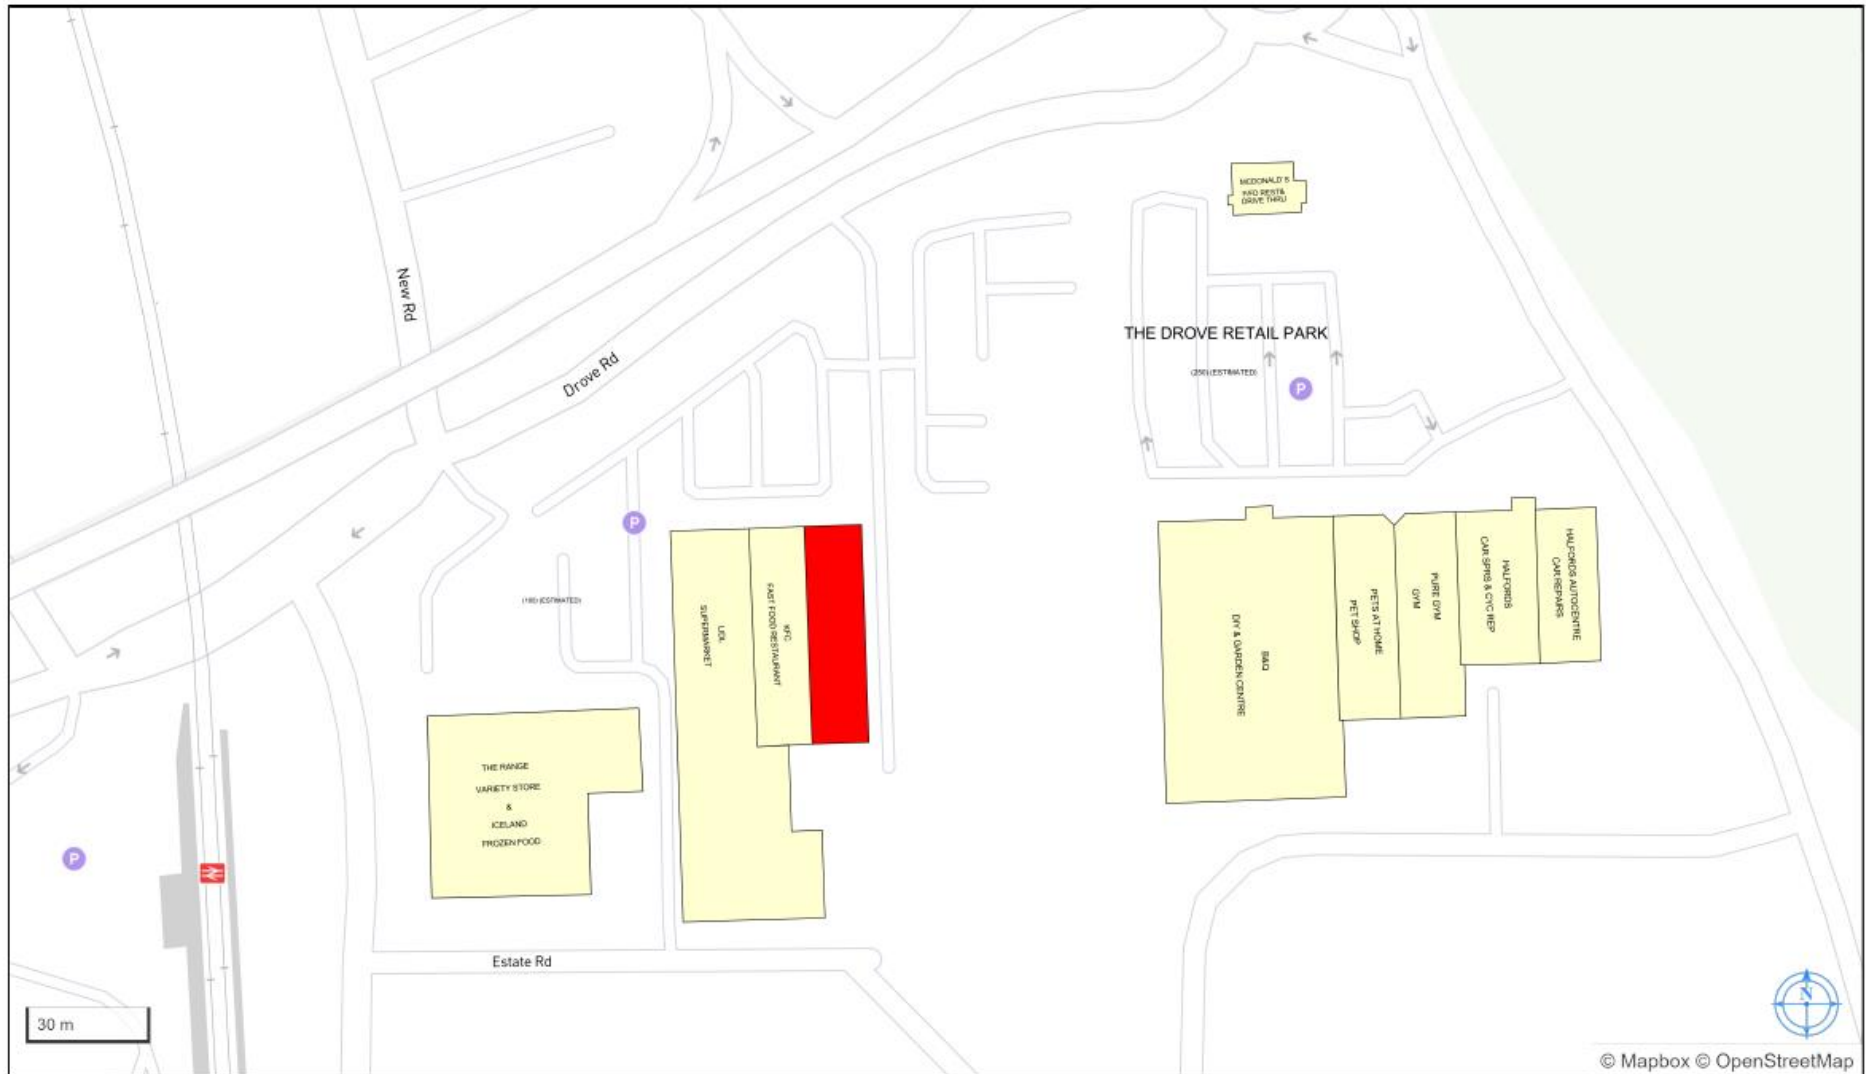 MCDONALD`S
F/FD REST&
DRIVE THRU
New Rd
THE DROVE RETAIL PARK
Drove Rd
(250) (ESTIMATED)
P
P
(100) (ESTIMATED)
LIDL
SUPERMARKET
KFC
FAST FOOD RESTAURANT
B&Q
DIY & GARDEN CENTRE
PETS AT HOME
PET SHOP
PURE GYM
GYM
HALFORDS
CAR SPRS & CYC REP
HALFORDS AUTOCENTRE
CAR REPAIRS
THE RANGE
VARIETY STORE
&
ICELAND
FROZEN FOOD
P
Estate Rd
N
30 m
© Mapbox © OpenStreetMap